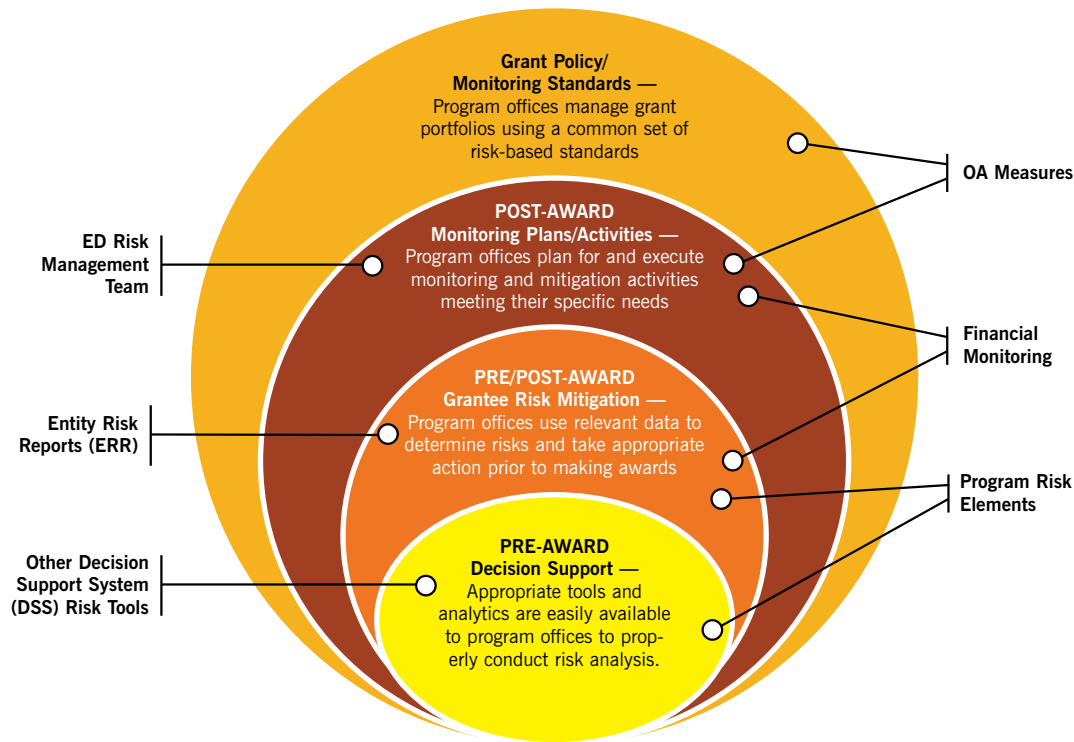 Grant Policy/
Monitoring Standards —
Program offices manage grant
portfolios using a common set of
risk-based standards
OA Measures
POST-AWARD
Monitoring Plans/Activities —
Program offices plan for and execute
monitoring and mitigation activities
meeting their specific needs
ED Risk
Management
Team
Financial
Monitoring
PRE/POST-AWARD
Grantee Risk Mitigation —
Program offices use relevant data to
determine risks and take appropriate
action prior to making awards
Entity Risk
Reports (ERR)
Program Risk
Elements
PRE-AWARD
Decision Support —
Appropriate tools and
analytics are easily available
to program offices to prop-
erly conduct risk analysis.
Other Decision
Support System
(DSS) Risk Tools